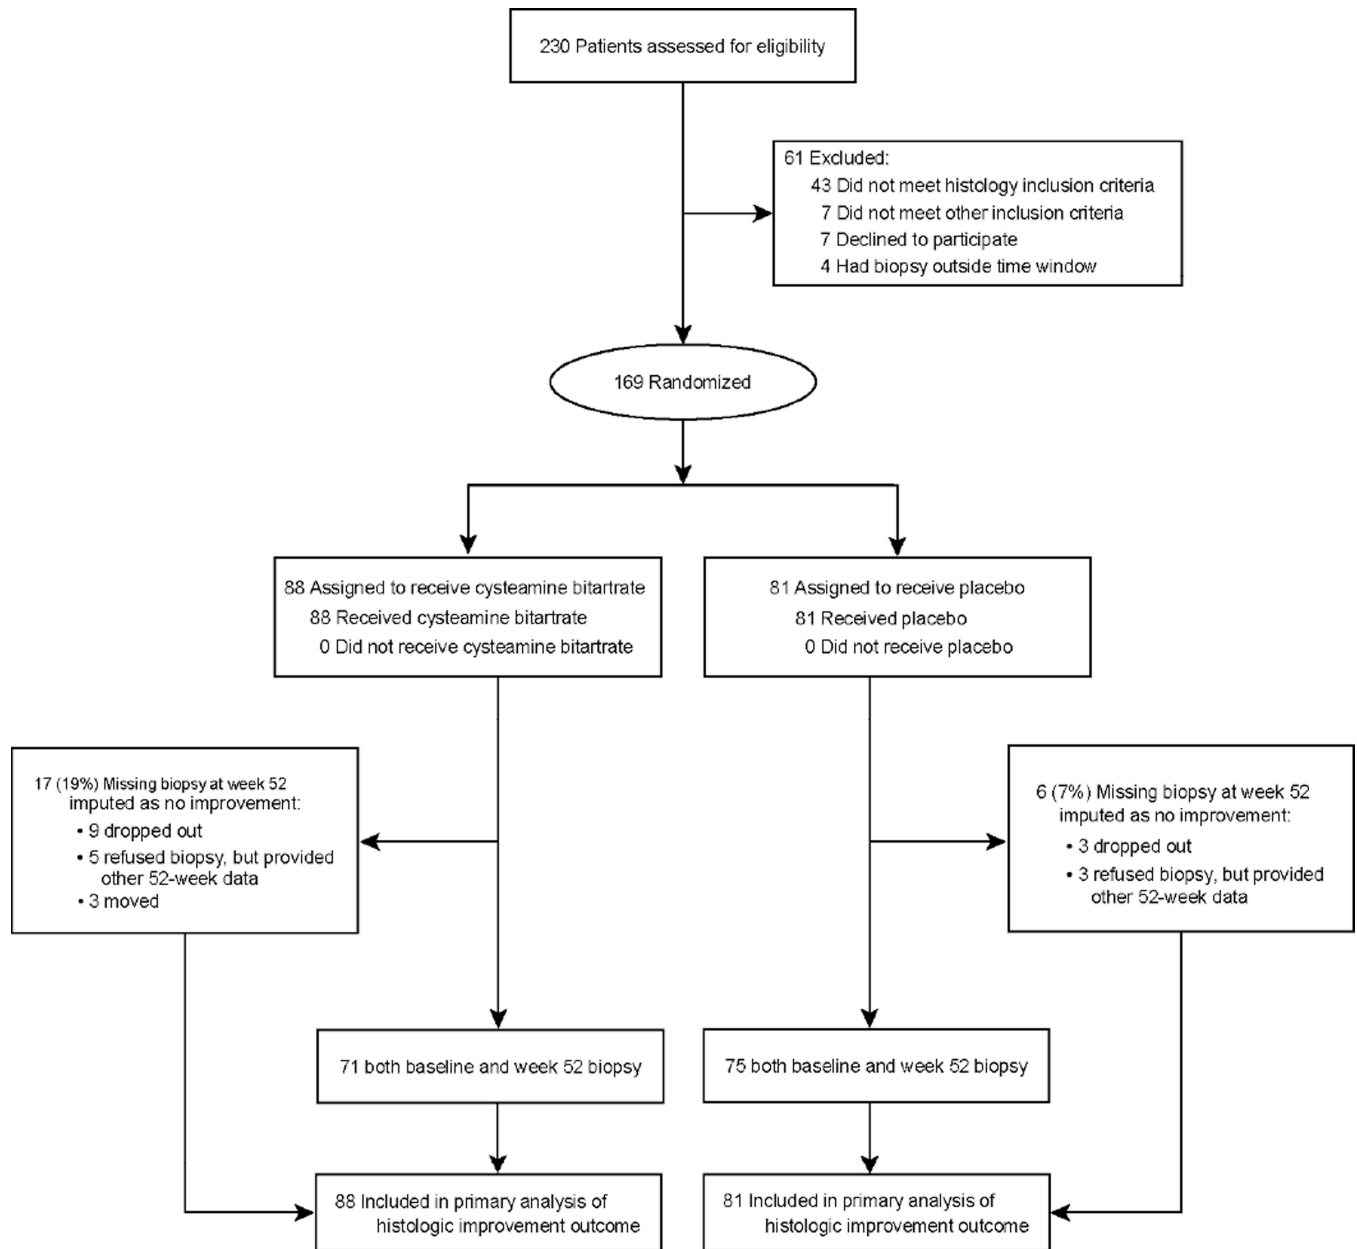 230 Patients assessed for eligibility
61 Excluded:
43 Did not meet histology inclusion criteria
7 Did not meet other inclusion criteria
7 Declined to participate
4 Had biopsy outside time window
169 Randomized
88 Assigned to receive cysteamine bitartrate
88 Received cysteamine bitartrate
0 Did not receive cysteamine bitartrate
81 Assigned to receive placebo
81 Received placebo
0 Did not receive placebo
17 (19%) Missing biopsy at week 52
imputed as no improvement:
• 9 dropped out
• 5 refused biopsy, but provided
other 52-week data
• 3 moved
6 (7%) Missing biopsy at week 52
imputed as no improvement:
• 3 dropped out
• 3 refused biopsy, but provided
other 52-week data
71 both baseline and week 52 biopsy
75 both baseline and week 52 biopsy
88 Included in primary analysis of
histologic improvement outcome
81 Included in primary analysis of
histologic improvement outcome